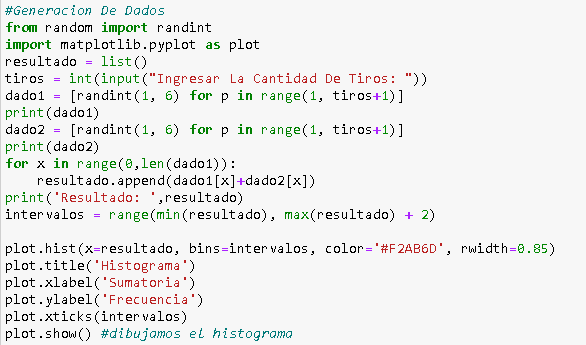 #Generacion De Dados
from random import randint
import matplotlib.pyplot as plot
resultado = list()
tiros = int(input("Ingresar La Cantidad De Tiros: "))
dado1 = [randint(1, 6) for p in range(1, tiros+1)]
print(dado1)
dado2 = [randint(1, 6) for p in range(1, tiros+1)]
print(dado2)
for x in range(0,len(dado1)):
    resultado.append(dado1[x]+dado2[x])
print('Resultado: ',resultado)
intervalos = range(min(resultado), max(resultado) + 2)

plot.hist(x=resultado, bins=intervalos, color='#F2AB6D', rwidth=0.85)
plot.title('Histograma')
plot.xlabel('Sumatoria')
plot.ylabel('Frecuencia')
plot.xticks(intervalos)
plot.show() #dibujamos el histograma